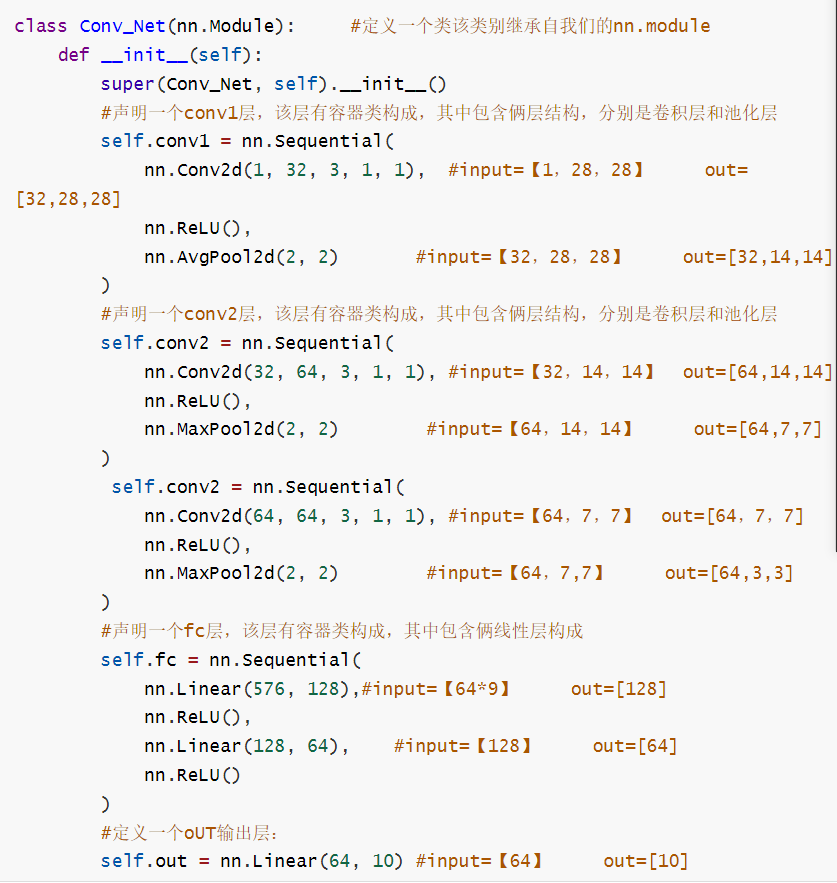 class Conv_Net(nn.Module):     #定义一个类该类别继承自我们的nn.module
    def __init__(self):
        super(Conv_Net, self).__init__()
        #声明一个conv1层，该层有容器类构成，其中包含俩层结构，分别是卷积层和池化层
        self.conv1 = nn.Sequential(
            nn.Conv2d(1, 32, 3, 1, 1),  #input=【1，28，28】     out=
[32,28,28]
            nn.ReLU(),
            nn.AvgPool2d(2, 2)       #input=【32，28，28】     out=[32,14,14]
        )
        #声明一个conv2层，该层有容器类构成，其中包含俩层结构，分别是卷积层和池化层
        self.conv2 = nn.Sequential(
            nn.Conv2d(32, 64, 3, 1, 1), #input=【32，14，14】  out=[64,14,14]
            nn.ReLU(),
            nn.MaxPool2d(2, 2)        #input=【64，14，14】     out=[64,7,7]
        )
         self.conv2 = nn.Sequential(
            nn.Conv2d(64, 64, 3, 1, 1), #input=【64，7，7】  out=[64，7，7]
            nn.ReLU(),
            nn.MaxPool2d(2, 2)        #input=【64，7,7】     out=[64,3,3]
        )
        #声明一个fc层，该层有容器类构成，其中包含俩线性层构成
        self.fc = nn.Sequential(
            nn.Linear(576, 128),#input=【64*9】     out=[128]
            nn.ReLU(),
            nn.Linear(128, 64),    #input=【128】     out=[64]
            nn.ReLU()
        )
        #定义一个oUT输出层：
        self.out = nn.Linear(64, 10) #input=【64】     out=[10]